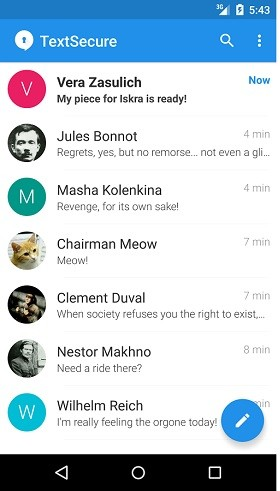 3G 5:43
TextSecure
V Vera Zasulich Now
My piece for Iskra is ready!
Jules Bonnot 4 min
Regrets, yes, but no remorse... not even a gli...
M Masha Kolenkina 4 min
Revenge, for its own sake!
Chairman Meow 7 min
Meow!
Clement Duval 7 min
When society refuses you the right to exist,...
Nestor Makhno 8 min
Need a ride there?
W Wilhelm Reich min
I'm really feeling the orgone today!